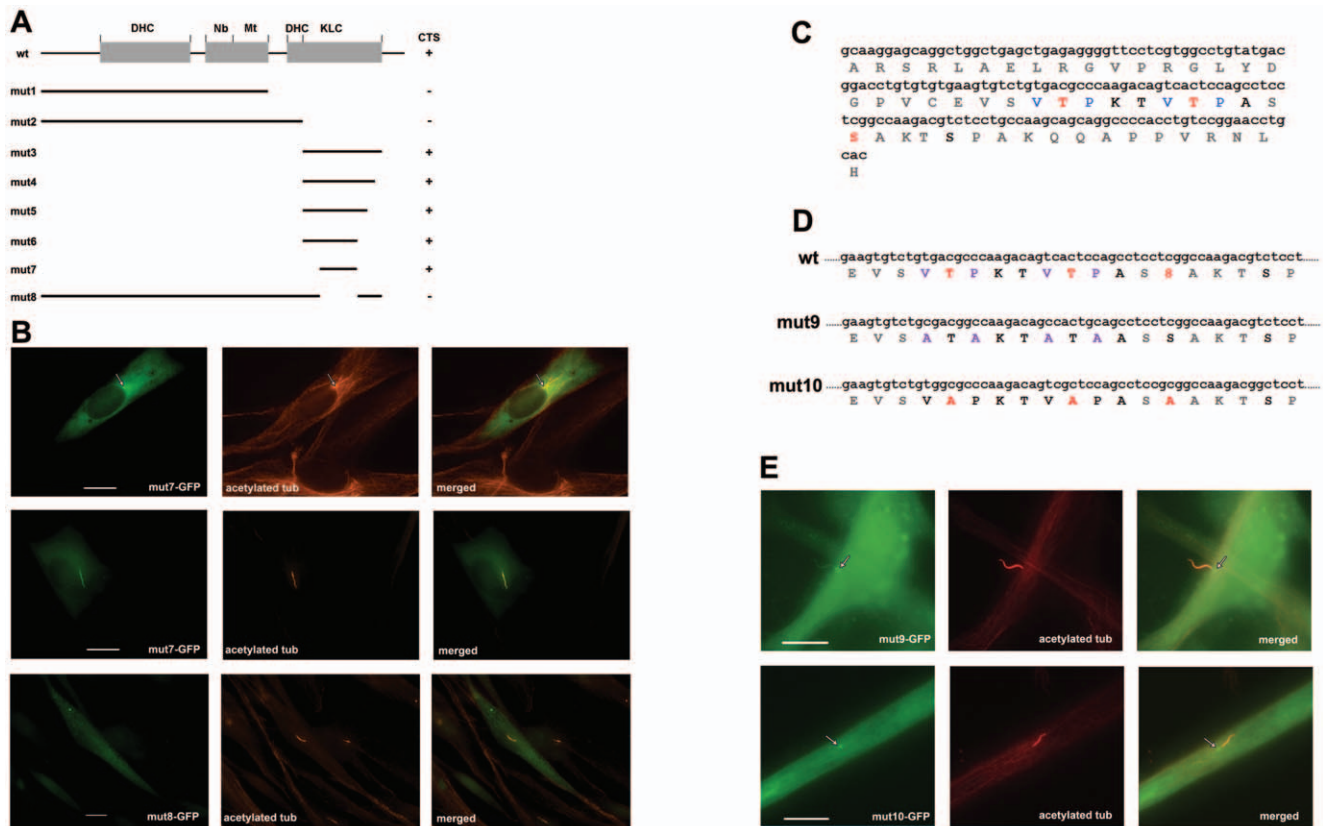 A
DHC Nb Mt DHC KLC
CTS
wt +
mut1 -
mut2 -
mut3 +
mut4 +
mut5 +
mut6 +
mut7 +
mut8 -
B
mut7-GFP acetylated tub merged
mut7-GFP acetylated tub merged
mut8-GFP acetylated tub merged
C
gcaaggagcaggctggctgagctgagaggggttcctcgtggcctgtatgac
A R S R L A E L R G V P R G L Y D
ggacctgtgtgtgaagtgtctgtgacgcccaagacagtcactccagcctcc
G P V C E V S V T P K T V T P A S
tcggccaagacgtctcctgccaagcagcaggccccacctgtccggaacctg
S A K T S P A K Q Q A P P V R N L
cac
H
D
wt ......gaagtgtctgtgacgcccaagacagtcactccagcctcctcggccaagacgtctcct......
E V S V T P K T V T P A S S A K T S P
mut9 ......gaagtgtctgcgacggccaagacagccactgcagcctcctcggccaagacgtctcct......
E V S A T A K T A T A A S S A K T S P
mut10 ......gaagtgtctgtggcgcccaagacagtcgctccagcctccgcggccaagacggctcct......
E V S V A P K T V A P A S A A K T S P
E
mut9-GFP acetylated tub merged
mut10-GFP acetylated tub merged